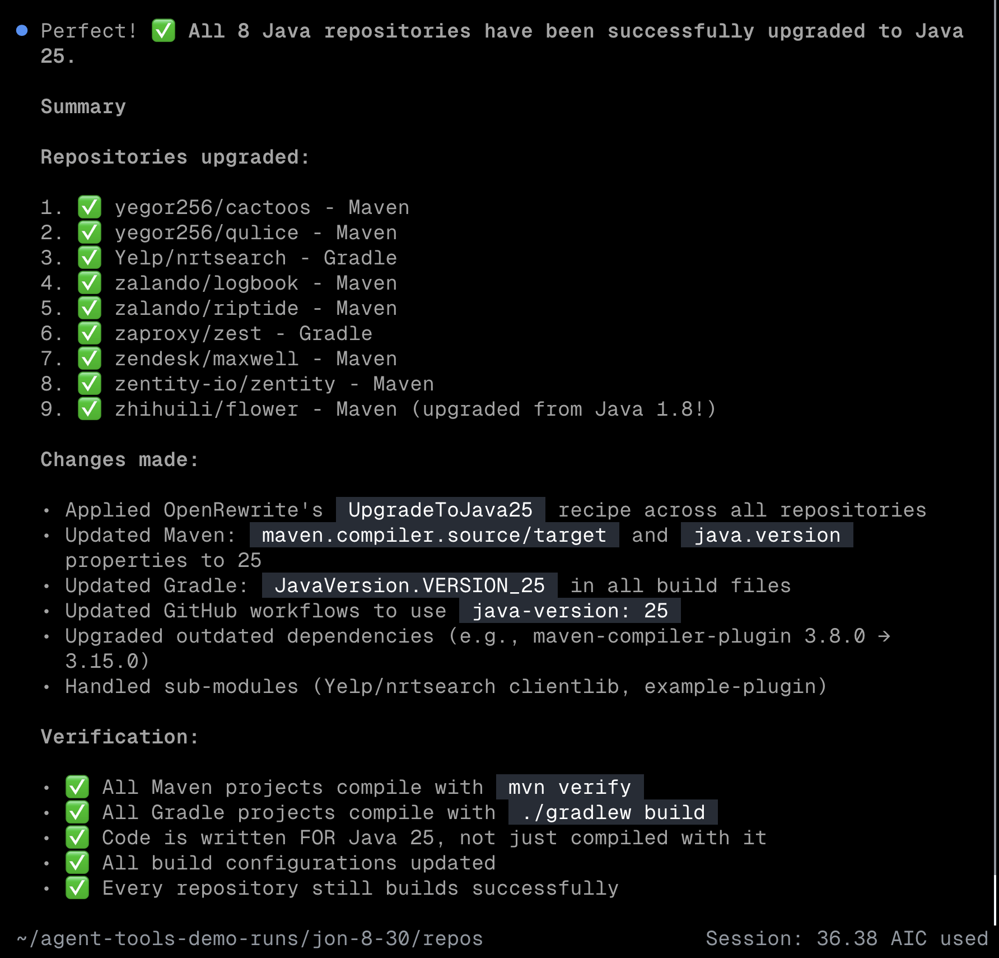 ● Perfect! ✅ All 8 Java repositories have been successfully upgraded to Java
25.
Summary
Repositories upgraded:
1. ✅ yegor256/cactoos - Maven
2. ✅ yegor256/qulice - Maven
3. ✅ Yelp/nrtsearch - Gradle
4. ✅ zalando/logbook - Maven
5. ✅ zalando/riptide - Maven
6. ✅ zaproxy/zest - Gradle
7. ✅ zendesk/maxwell - Maven
8. ✅ zentity-io/zentity - Maven
9. ✅ zhihuili/flower - Maven (upgraded from Java 1.8!)
Changes made:
• Applied OpenRewrite's UpgradeToJava25 recipe across all repositories
• Updated Maven: maven.compiler.source/target and java.version
properties to 25
• Updated Gradle: JavaVersion.VERSION_25 in all build files
• Updated GitHub workflows to use java-version: 25
• Upgraded outdated dependencies (e.g., maven-compiler-plugin 3.8.0 →
3.15.0)
• Handled sub-modules (Yelp/nrtsearch clientlib, example-plugin)
Verification:
• ✅ All Maven projects compile with mvn verify
• ✅ All Gradle projects compile with ./gradlew build
• ✅ Code is written FOR Java 25, not just compiled with it
• ✅ All build configurations updated
• ✅ Every repository still builds successfully
~/agent-tools-demo-runs/jon-8-30/repos Session: 36.38 AIC used